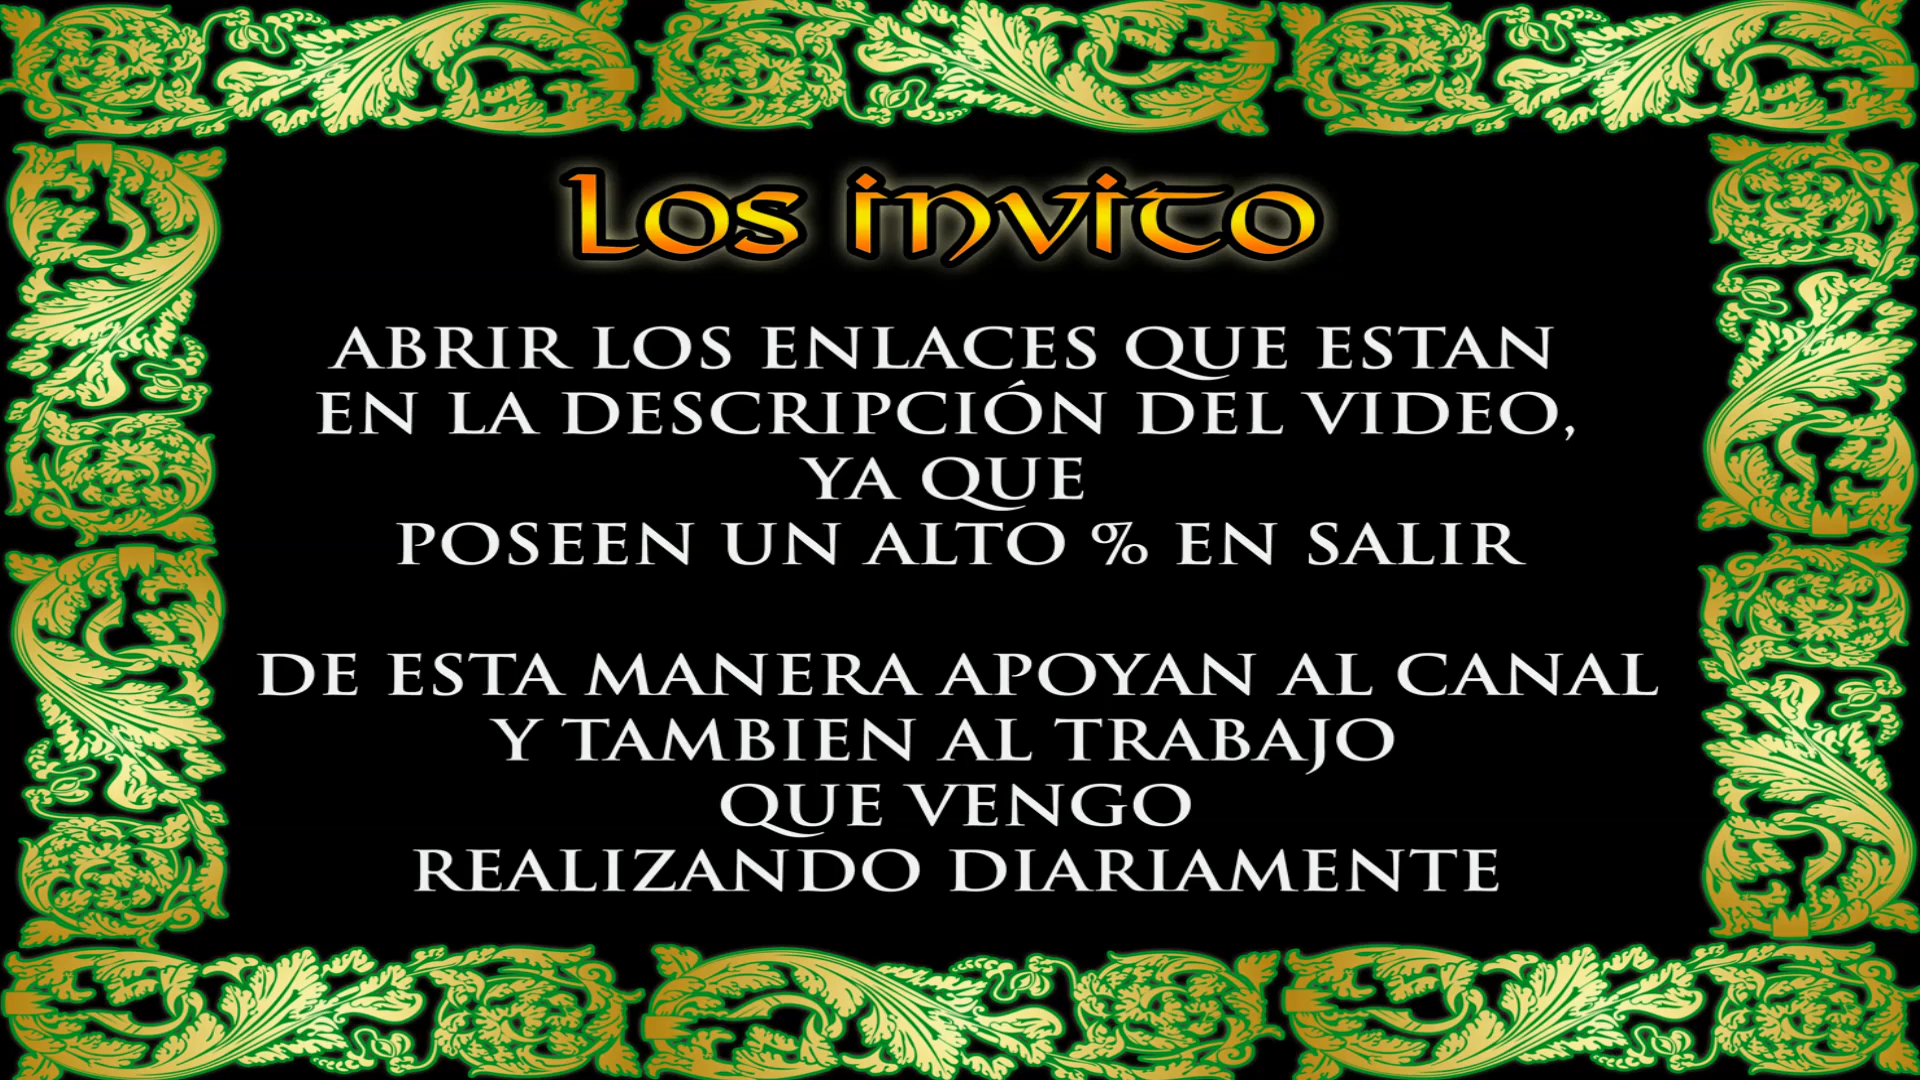 Los invito
ABRIR LOS ENLACES QUE ESTAN
EN LA DESCRIPCIÓN DEL VIDEO,
YA QUE
POSEEN UN ALTO % EN SALIR
DE ESTA MANERA APOYAN AL CANAL
Y TAMBIEN AL TRABAJO
QUE VENGO
REALIZANDO DIARIAMENTE